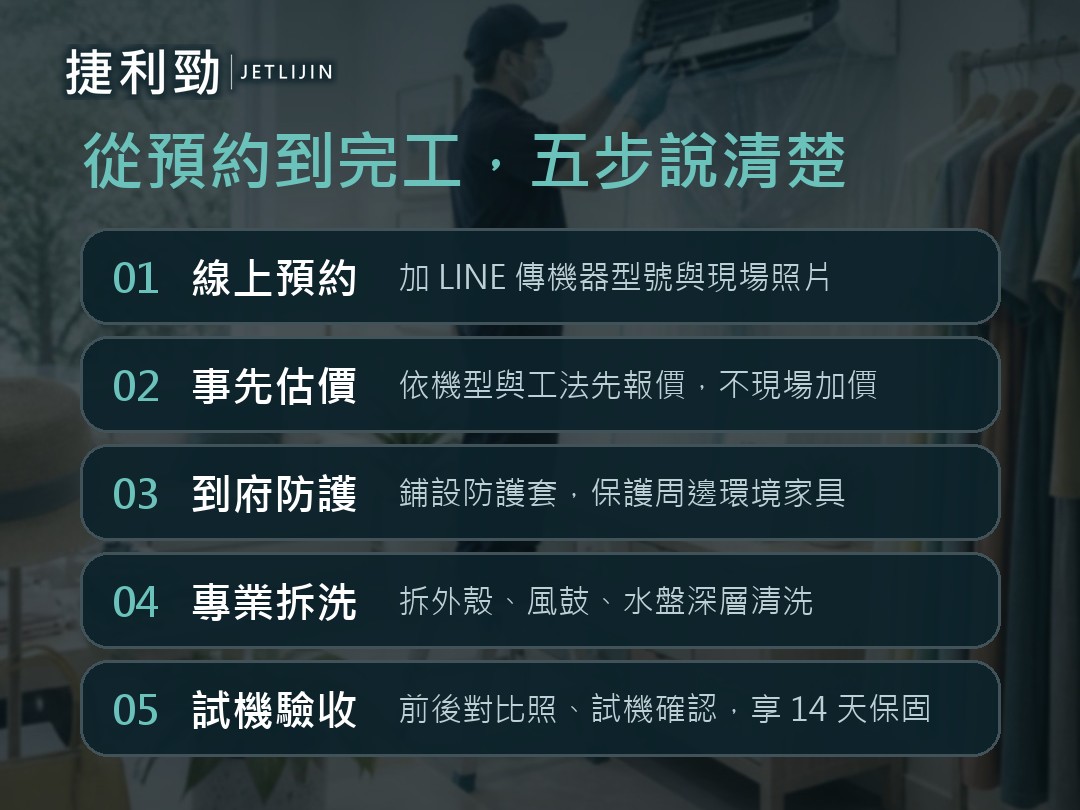 捷利勁 | JETLIJIN
從預約到完工，五步說清楚
01 線上預約 加 LINE 傳機器型號與現場照片
02 事先估價 依機型與工法先報價，不現場加價
03 到府防護 鋪設防護套，保護周邊環境家具
04 專業拆洗 拆外殼、風鼓、水盤深層清洗
05 試機驗收 前後對比照、試機確認，享 14 天保固